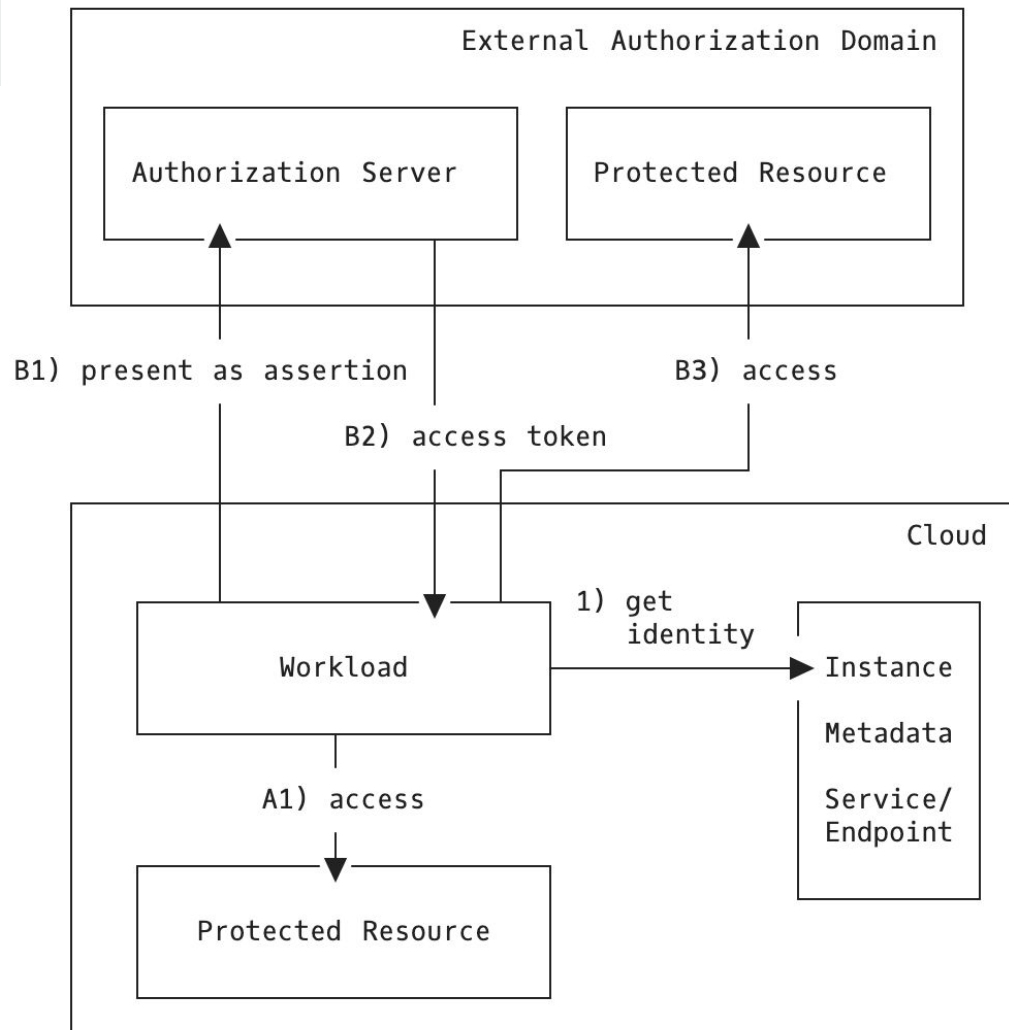 External Authorization Domain
Authorization Server
Protected Resource
B1) present as assertion
B3) access
B2) access token
Cloud
1) get
identity
Workload
Instance
Metadata
Service/
Endpoint
A1) access
Protected Resource